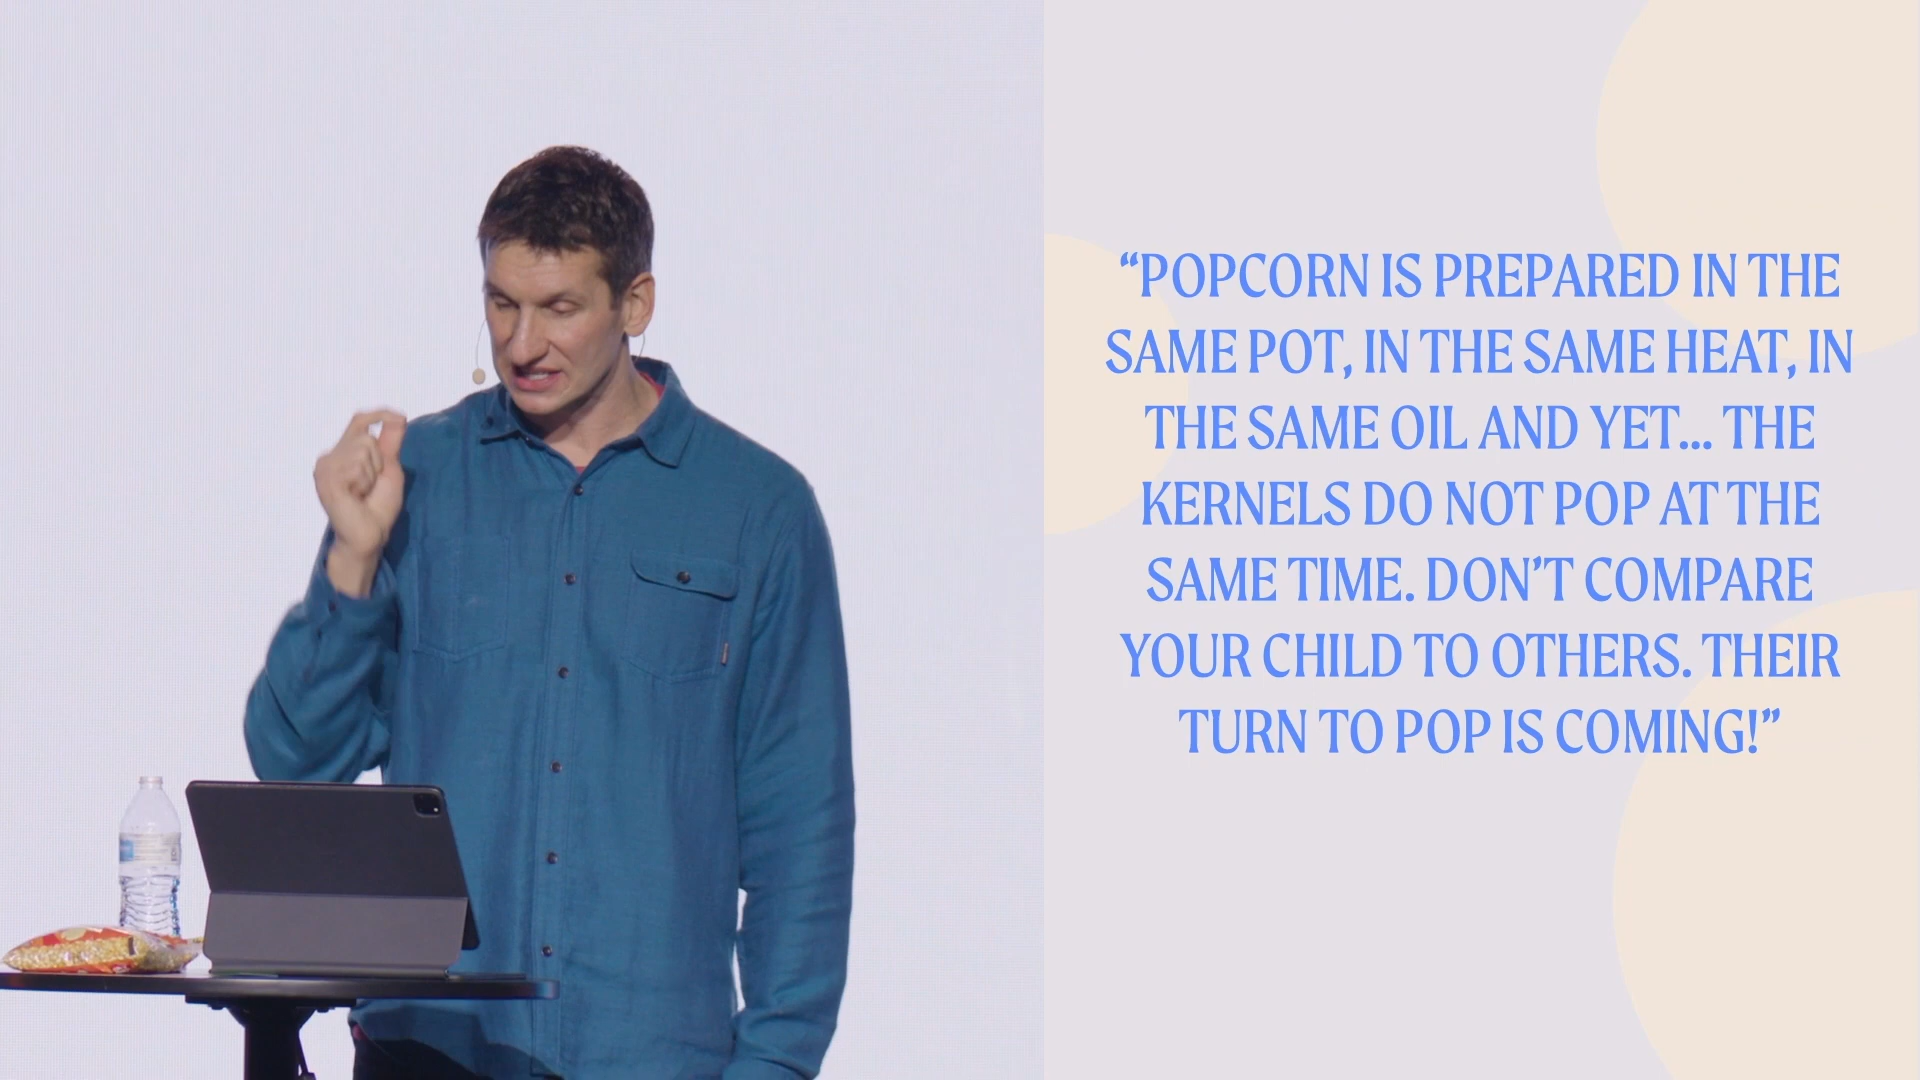 “POPCORN IS PREPARED IN THE
SAME POT, IN THE SAME HEAT, IN
THE SAME OIL AND YET... THE
KERNELS DO NOT POP AT THE
SAME TIME. DON’T COMPARE
YOUR CHILD TO OTHERS. THEIR
TURN TO POP IS COMING!”